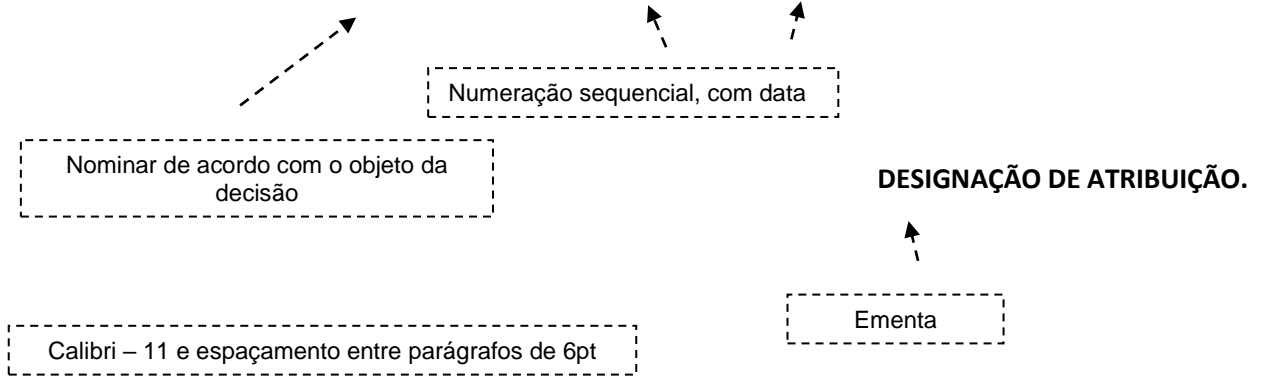 Numeração sequencial, com data
Nominar de acordo com o objeto da
decisão
DESIGNAÇÃO DE ATRIBUIÇÃO.
Ementa
Calibri – 11 e espaçamento entre parágrafos de 6pt